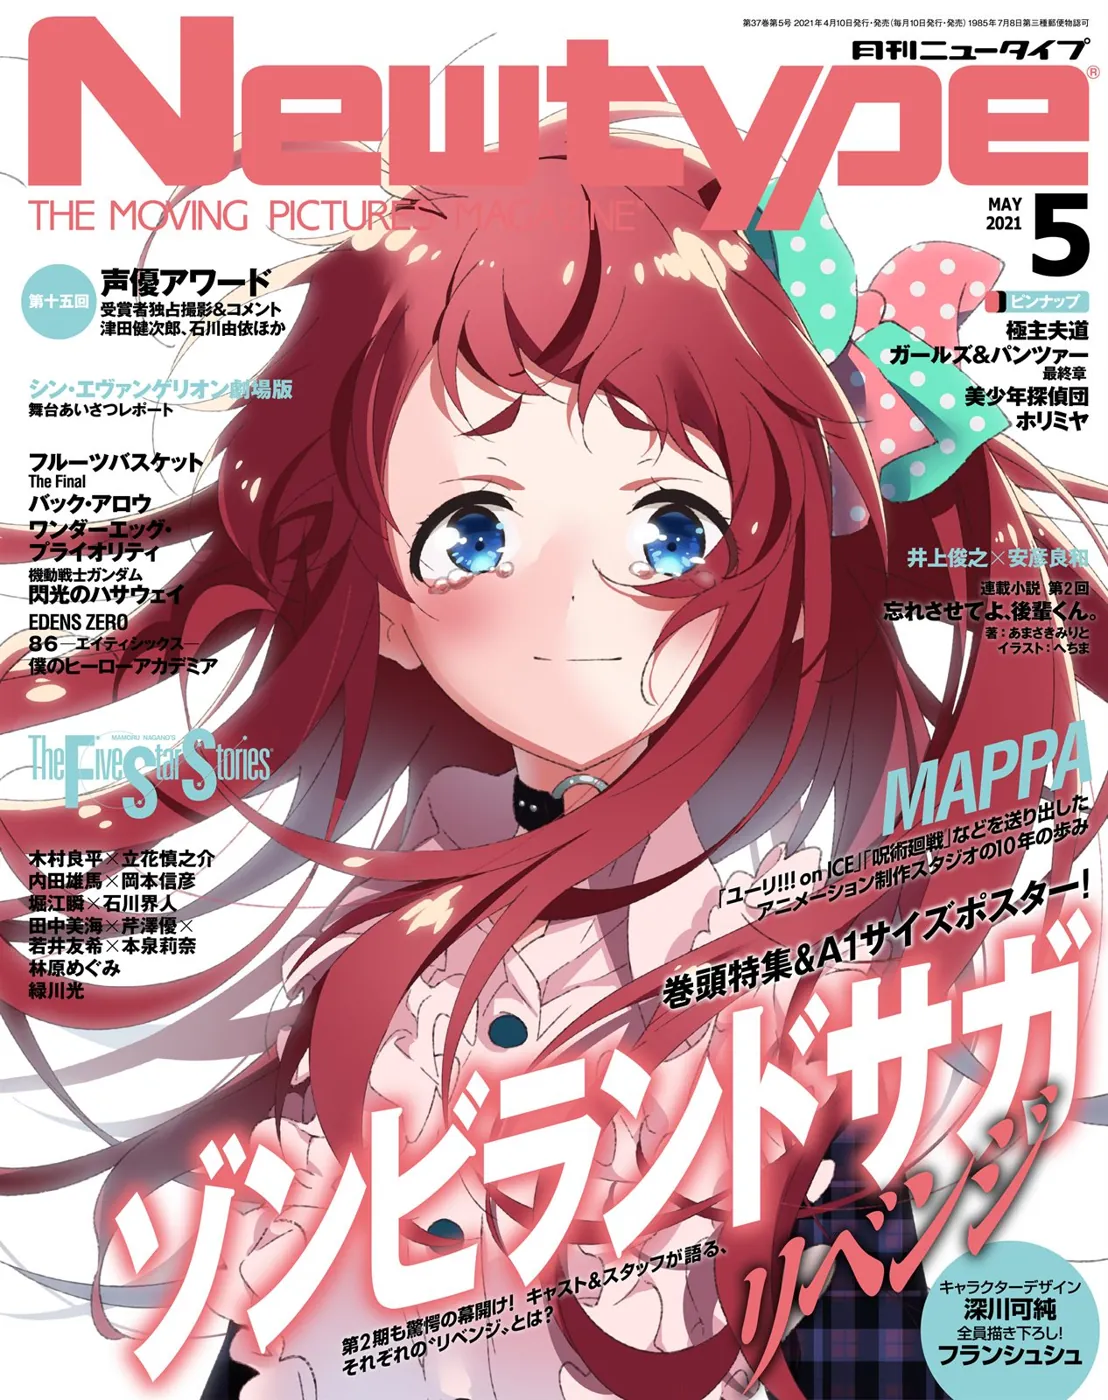 第37巻第5号 2021年4月10日発行・発売(毎月10日発行・発売) 1985年7月8日第三種郵便物認可
月刊ニュータイプ
Newtype®
THE MOVING PICTURES MAGAZINE
MAY
2021
5
第十五回
声優アワード
受賞者独占撮影&コメント
津田健次郎、石川由依ほか
シン・エヴァンゲリオン劇場版
舞台あいさつレポート
フルーツバスケット
The Final
バック・アロウ
ワンダーエッグ・
プライオリティ
機動戦士ガンダム
閃光のハサウェイ
EDENS ZERO
86―エイティシックス―
僕のヒーローアカデミア
MAMORU NAGANO'S
The Five Star Stories
木村良平×立花慎之介
内田雄馬×岡本信彦
堀江瞬×石川界人
田中美海×芹澤優×
若井友希×本泉莉奈
林原めぐみ
緑川光
ピンナップ
極主夫道
ガールズ&パンツァー
最終章
美少年探偵団
ホリミヤ
井上俊之×安彦良和
連載小説 第2回
忘れさせてよ、後輩くん。
著:あまさきみりと
イラスト:へちま
MAPPA
「ユーリ!!! on ICE」「呪術廻戦」などを送り出した
アニメーション制作スタジオの10年の歩み
巻頭特集&A1サイズポスター!
ゾンビランドサガ
リベンジ
第2期も驚愕の幕開け! キャスト&スタッフが語る、
それぞれの〝リベンジ〟とは?
キャラクターデザイン
深川可純
全員描き下ろし!
フランシュシュ